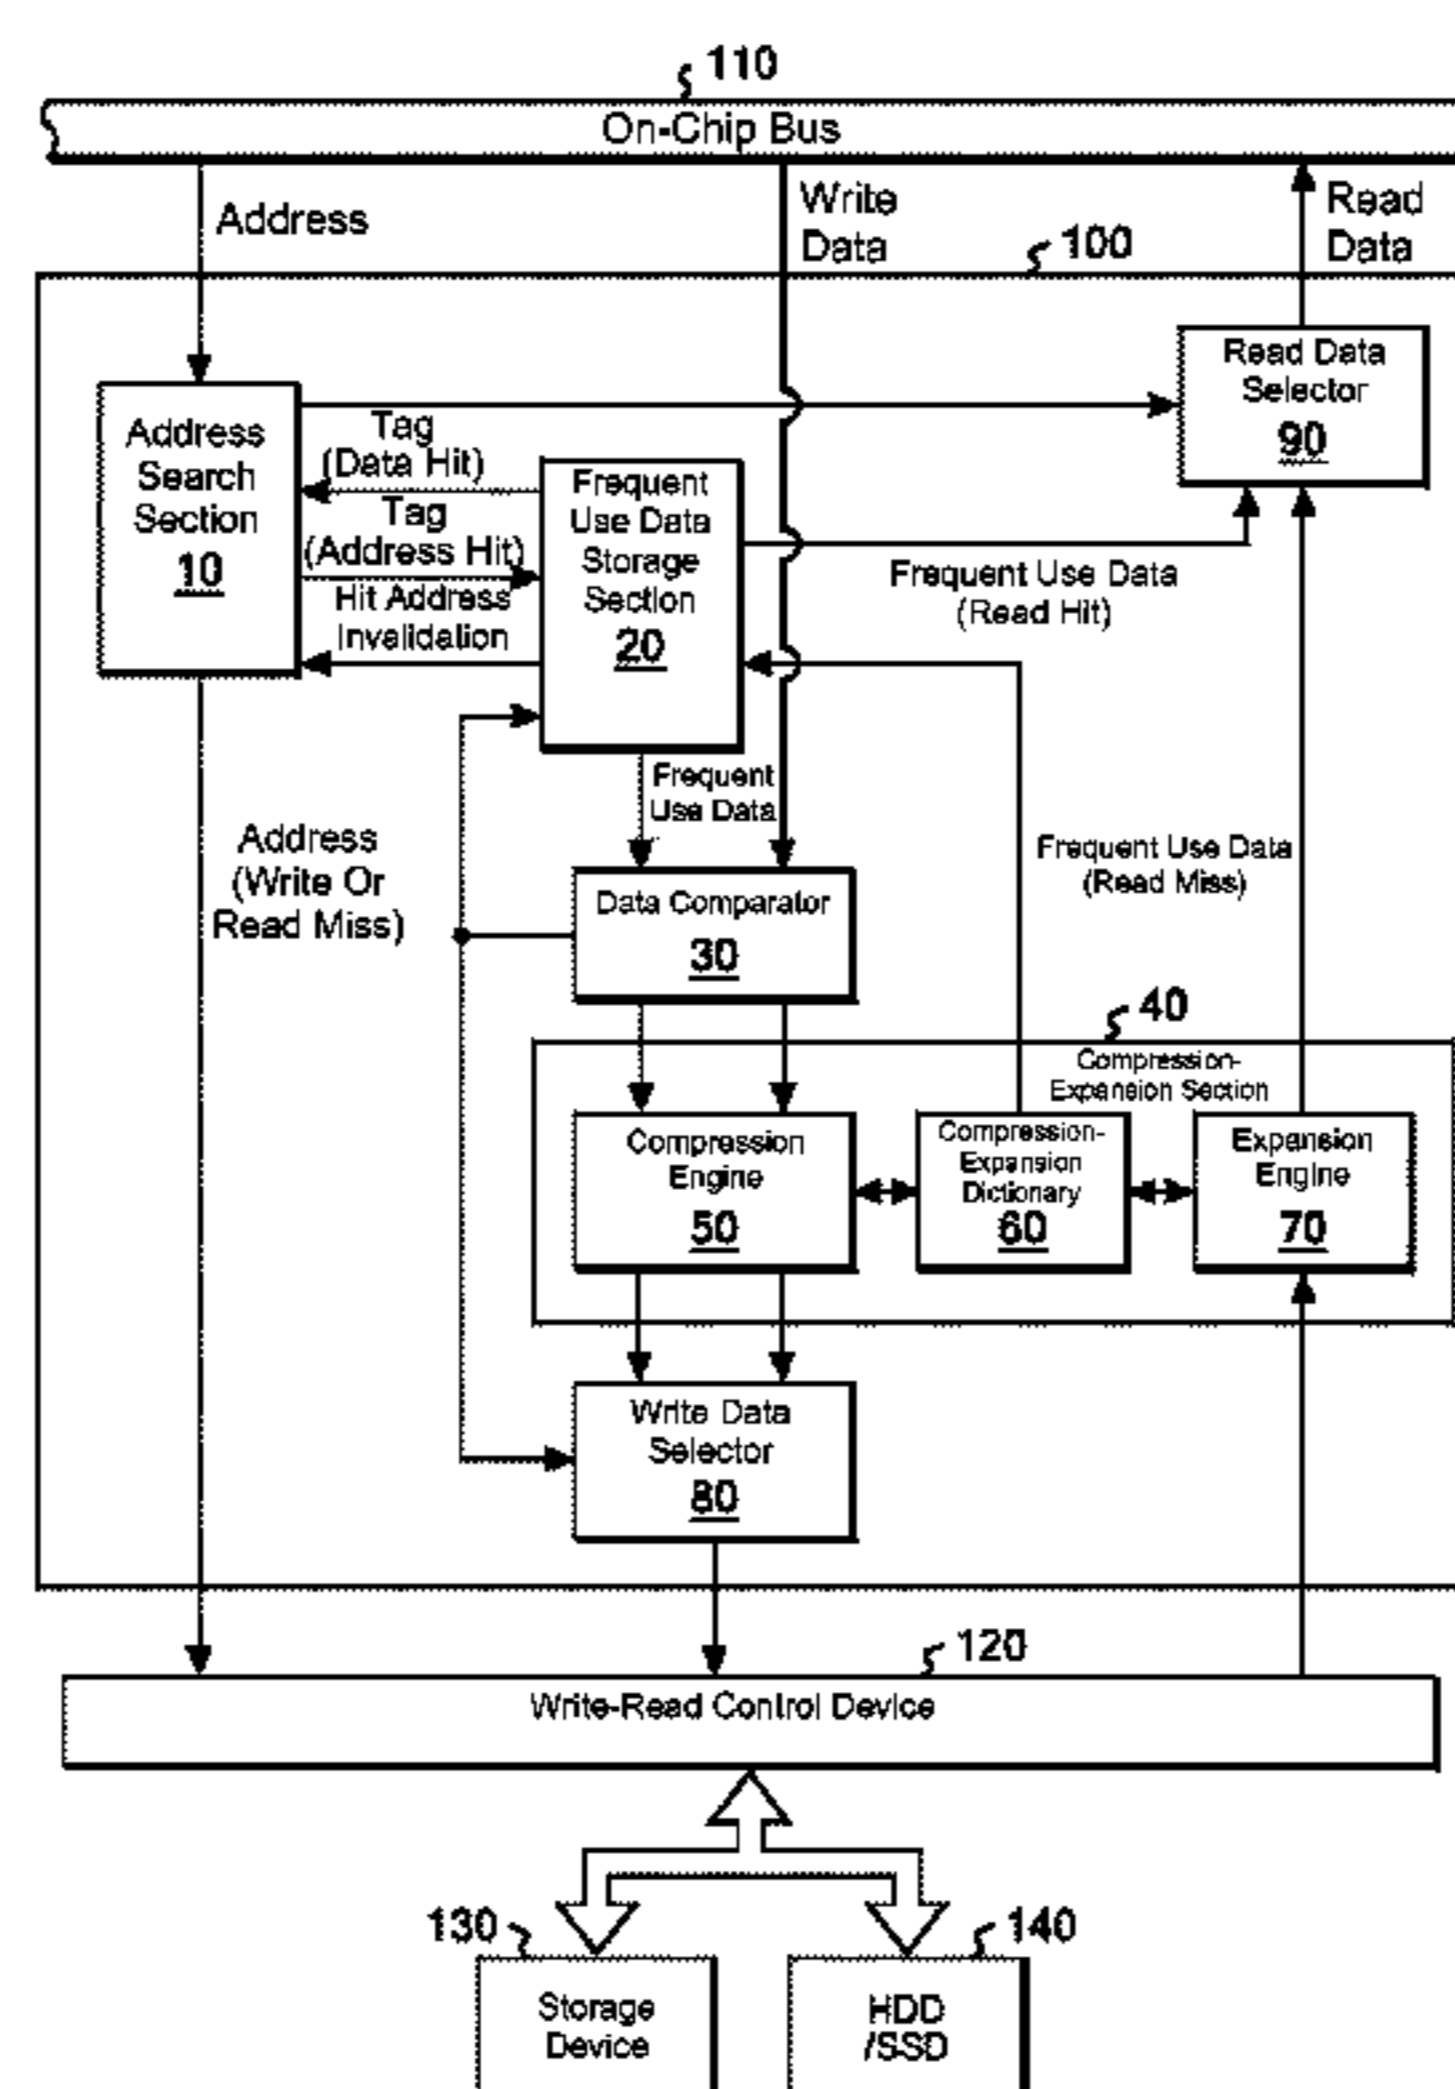 110
On-Chip Bus
Address
Write
Data
Read
Data
100
Read Data
Selector
90
Address
Search
Section
10
Tag
(Data Hit)
Tag
(Address Hit)
Hit Address
Invalidation
Frequent
Use Data
Storage
Section
20
Frequent Use Data
(Read Hit)
Frequent
Use Data
Address
(Write Or
Read Miss)
Frequent Use Data
(Read Miss)
Data Comparator
30
40
Compression-
Expansion Section
Compression
Engine
50
Compression-
Expansion
Dictionary
60
Expansion
Engine
70
Write Data
Selector
80
120
Write-Read Control Device
130
140
Storage
Device
HDD
/SSD